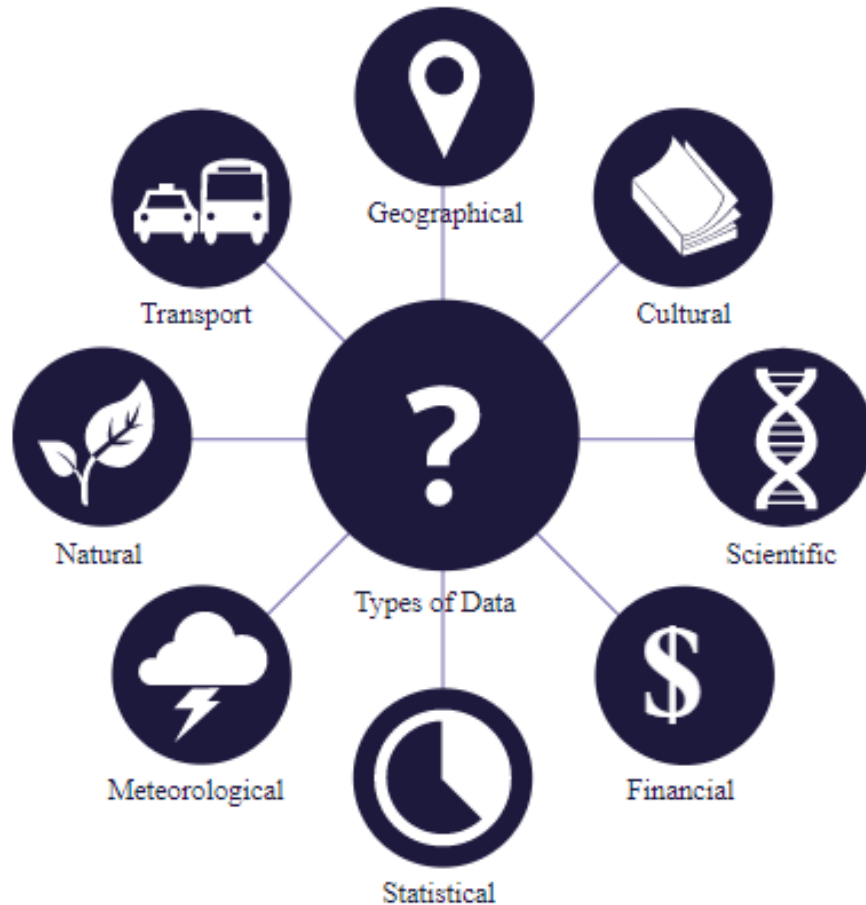 Geographical
Transport
Cultural
?
Natural
Scientific
Types of Data
$
Meteorological
Financial
Statistical